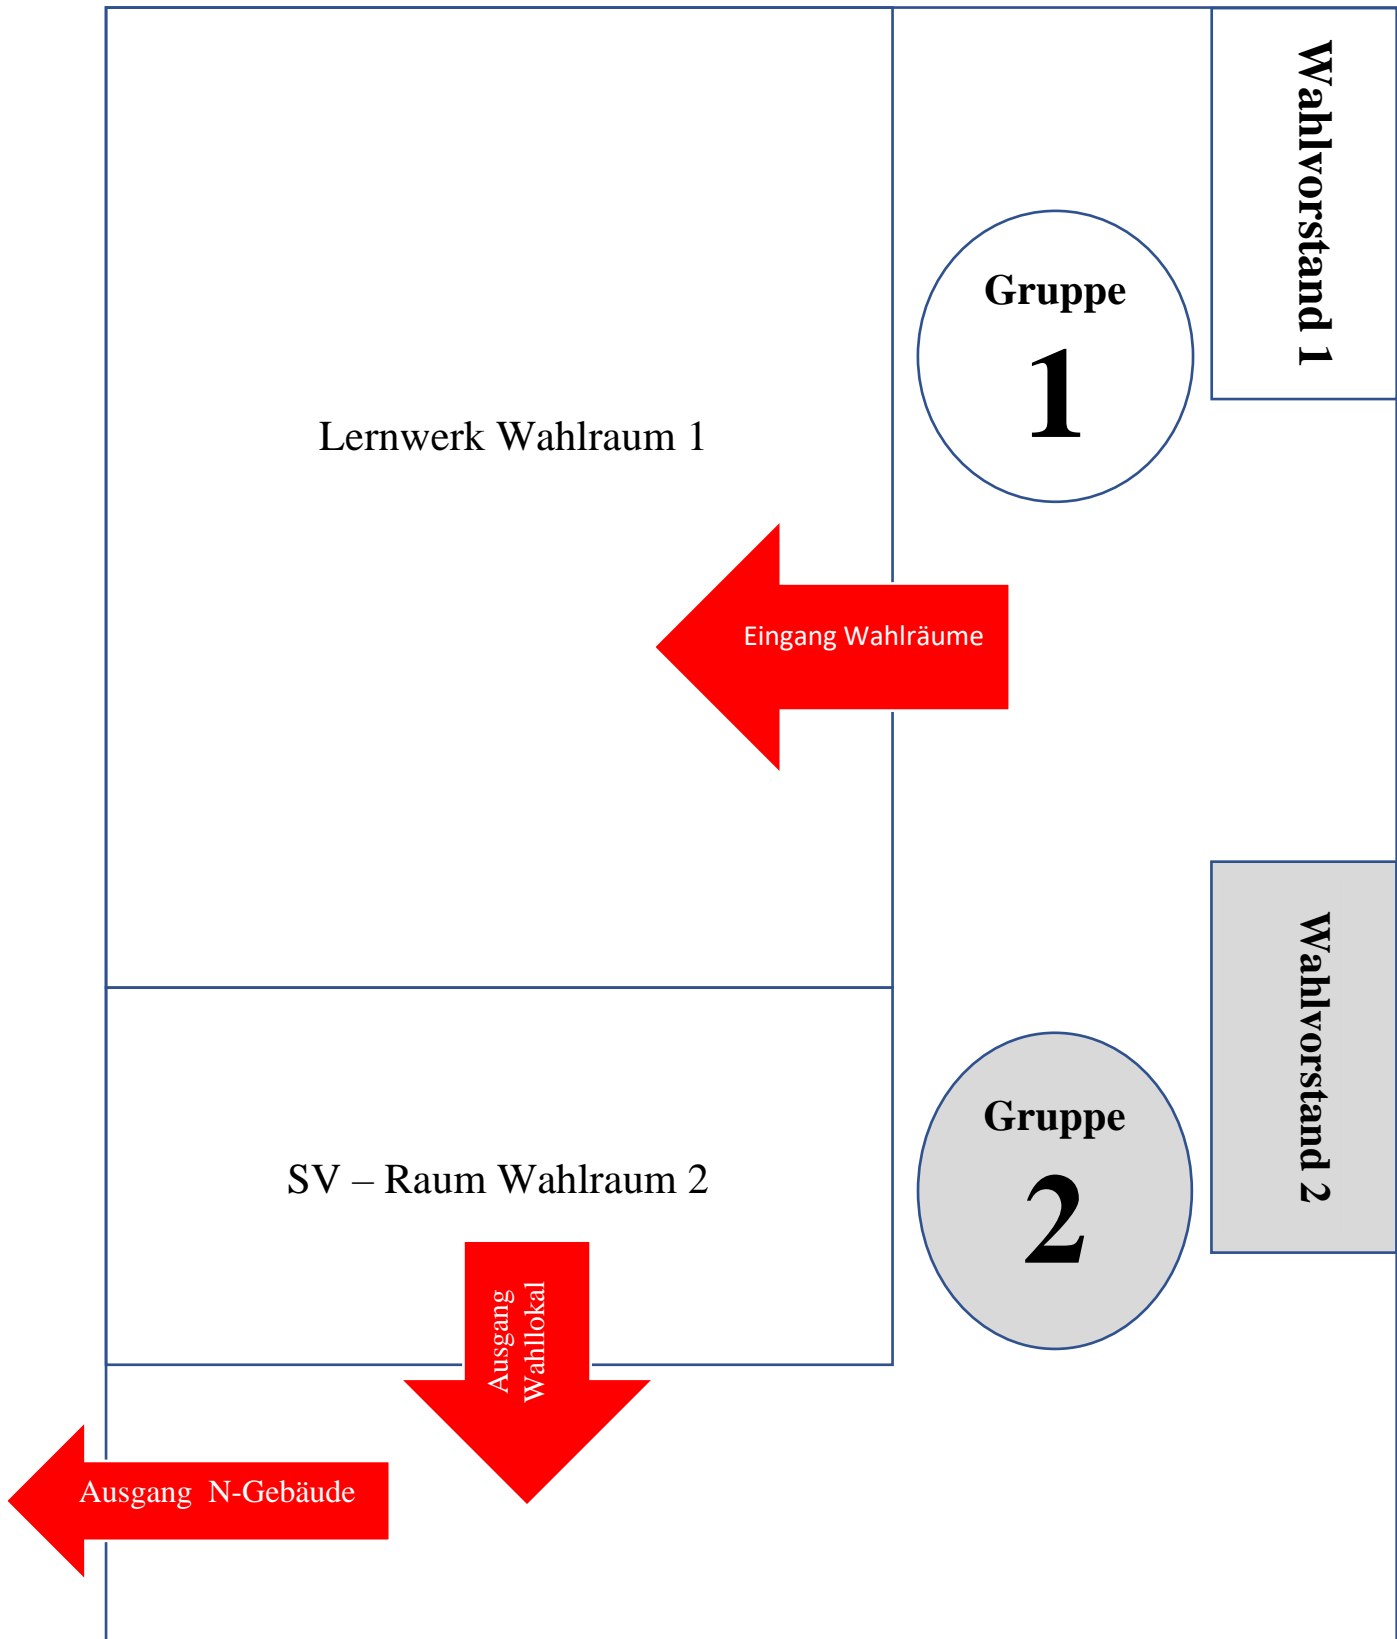 Wahlvorstand 1
Gruppe
1
Lernwerk Wahlraum 1
Eingang Wahlräume
Wahlvorstand 2
Gruppe
2
SV – Raum Wahlraum 2
Ausgang
Wahllokal
Ausgang N-Gebäude